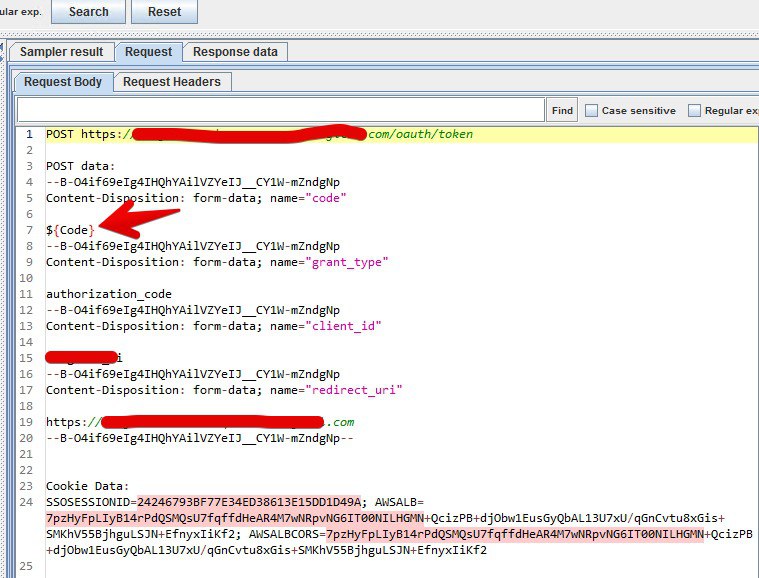 ular exp. Search Reset
Sampler result Request Response data
Request Body Request Headers
Find Case sensitive Regular exp
1 POST https:// .com/oauth/token
2
3 POST data:
4 --B-O4if69eIg4IHQhYAilVZYeIJ__CY1W-mZndgNp
5 Content-Disposition: form-data; name="code"
6
7 ${Code}
8 --B-O4if69eIg4IHQhYAilVZYeIJ__CY1W-mZndgNp
9 Content-Disposition: form-data; name="grant_type"
10
11 authorization_code
12 --B-O4if69eIg4IHQhYAilVZYeIJ__CY1W-mZndgNp
13 Content-Disposition: form-data; name="client_id"
14
15 i
16 --B-O4if69eIg4IHQhYAilVZYeIJ__CY1W-mZndgNp
17 Content-Disposition: form-data; name="redirect_uri"
18
19 https:// .com
20 --B-O4if69eIg4IHQhYAilVZYeIJ__CY1W-mZndgNp--
21
22
23 Cookie Data:
24 SSOSESSIONID=24246793BF77E34ED38613E15DD1D49A; AWSALB=
7pzHyFpLIyB14rPdQSMQsU7fqffdHeAR4M7wNRpvNG6IT00NILHGMN+QcizPB+djObw1EusGyQbAL13U7xU/qGnCvtu8xGis+
SMKhV55BjhguLSJN+EfnyxIiKf2; AWSALBCORS=7pzHyFpLIyB14rPdQSMQsU7fqffdHeAR4M7wNRpvNG6IT00NILHGMN+QcizPB
+djObw1EusGyQbAL13U7xU/qGnCvtu8xGis+SMKhV55BjhguLSJN+EfnyxIiKf2
25